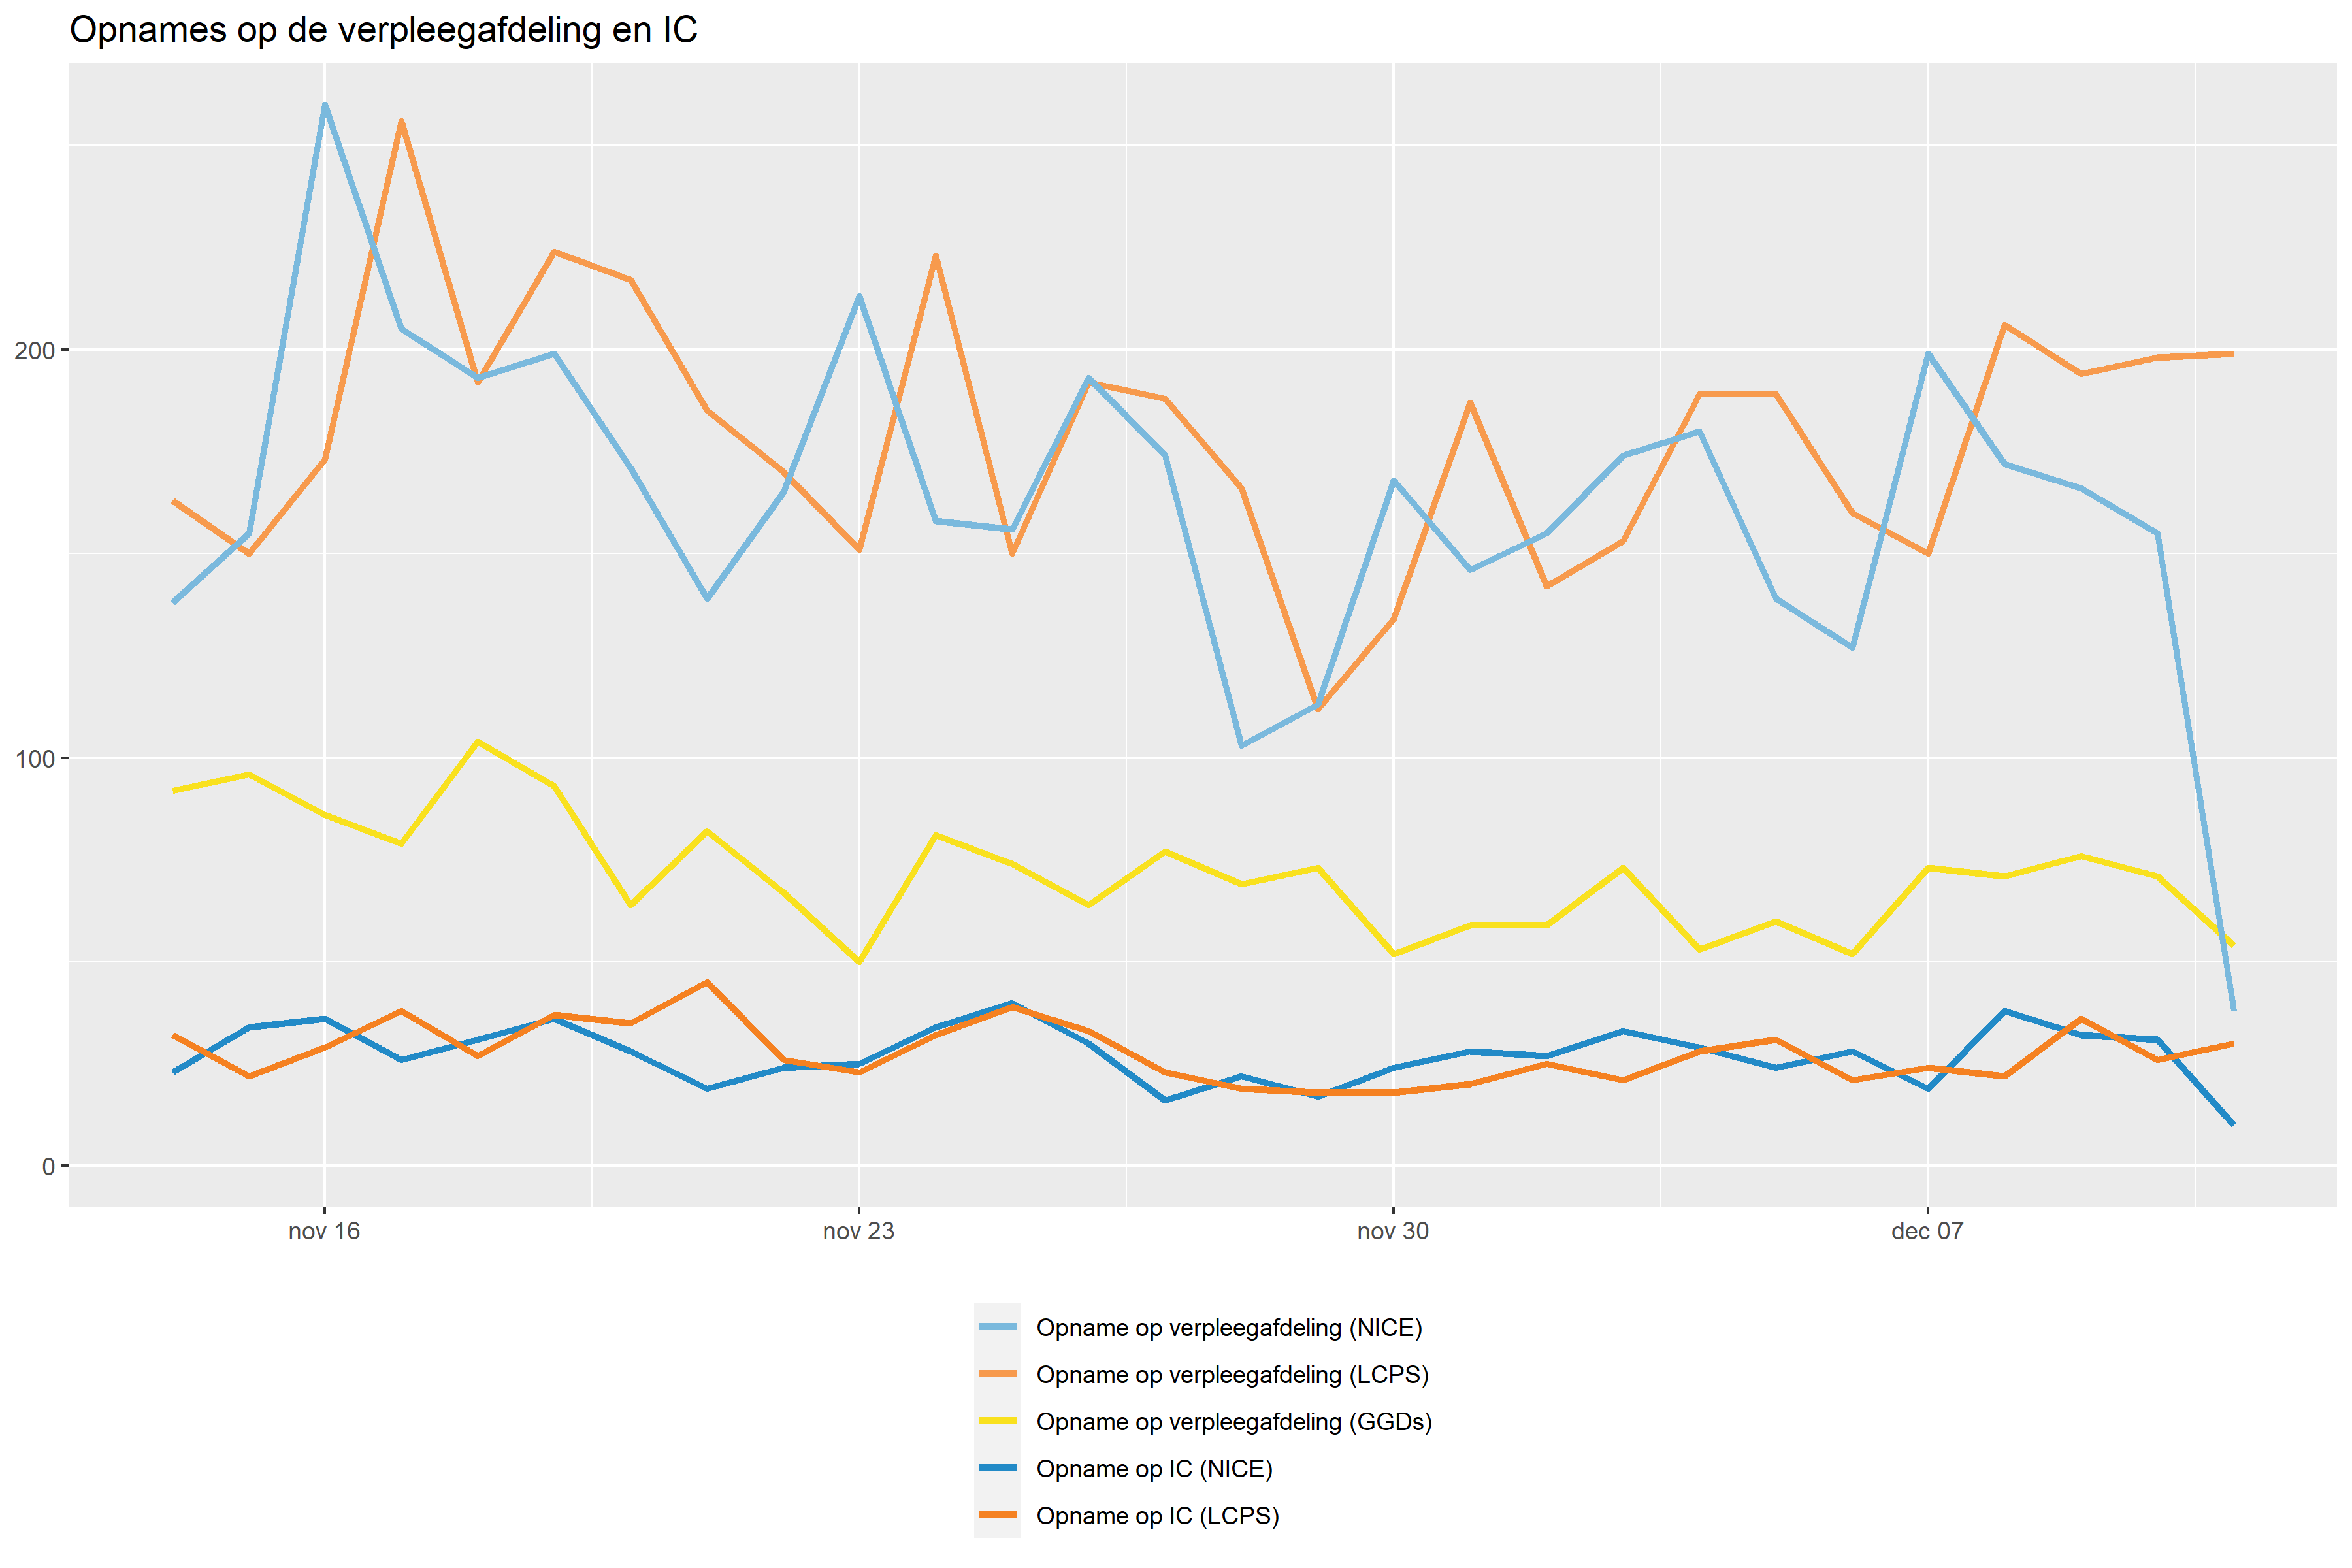 Opnames op de verpleegafdeling en IC
200
100
0
nov 16 nov 23 nov 30 dec 07
Opname op verpleegafdeling (NICE)
Opname op verpleegafdeling (LCPS)
Opname op verpleegafdeling (GGDs)
Opname op IC (NICE)
Opname op IC (LCPS)